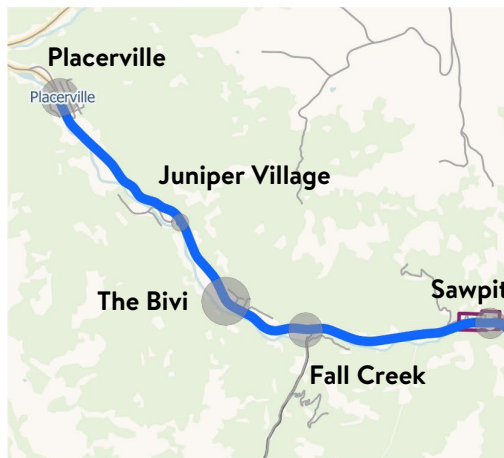 Placerville
Placerville
Juniper Village
The Bivi
Sawpit
Fall Creek